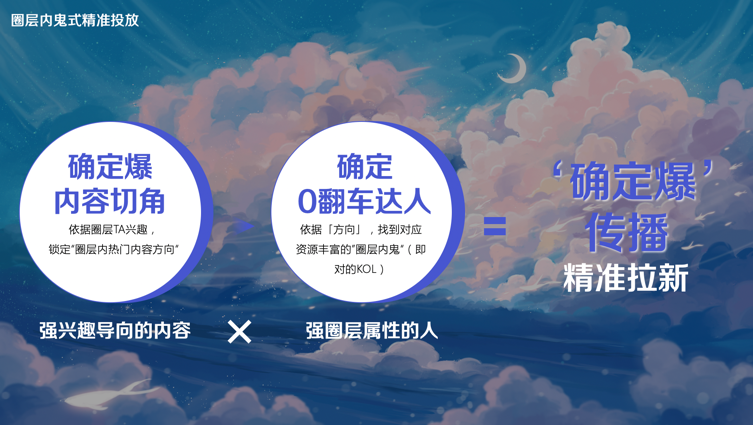 圈层内鬼式精准投放
确定爆
内容切角
依据圈层TA兴趣，
锁定“圈层内热门内容方向”
确定
0翻车达人
依据「方向」，找到对应
资源丰富的“圈层内鬼”（即
对的KOL）
=
‘确定爆’
传播
精准拉新
强兴趣导向的内容
×
强圈层属性的人